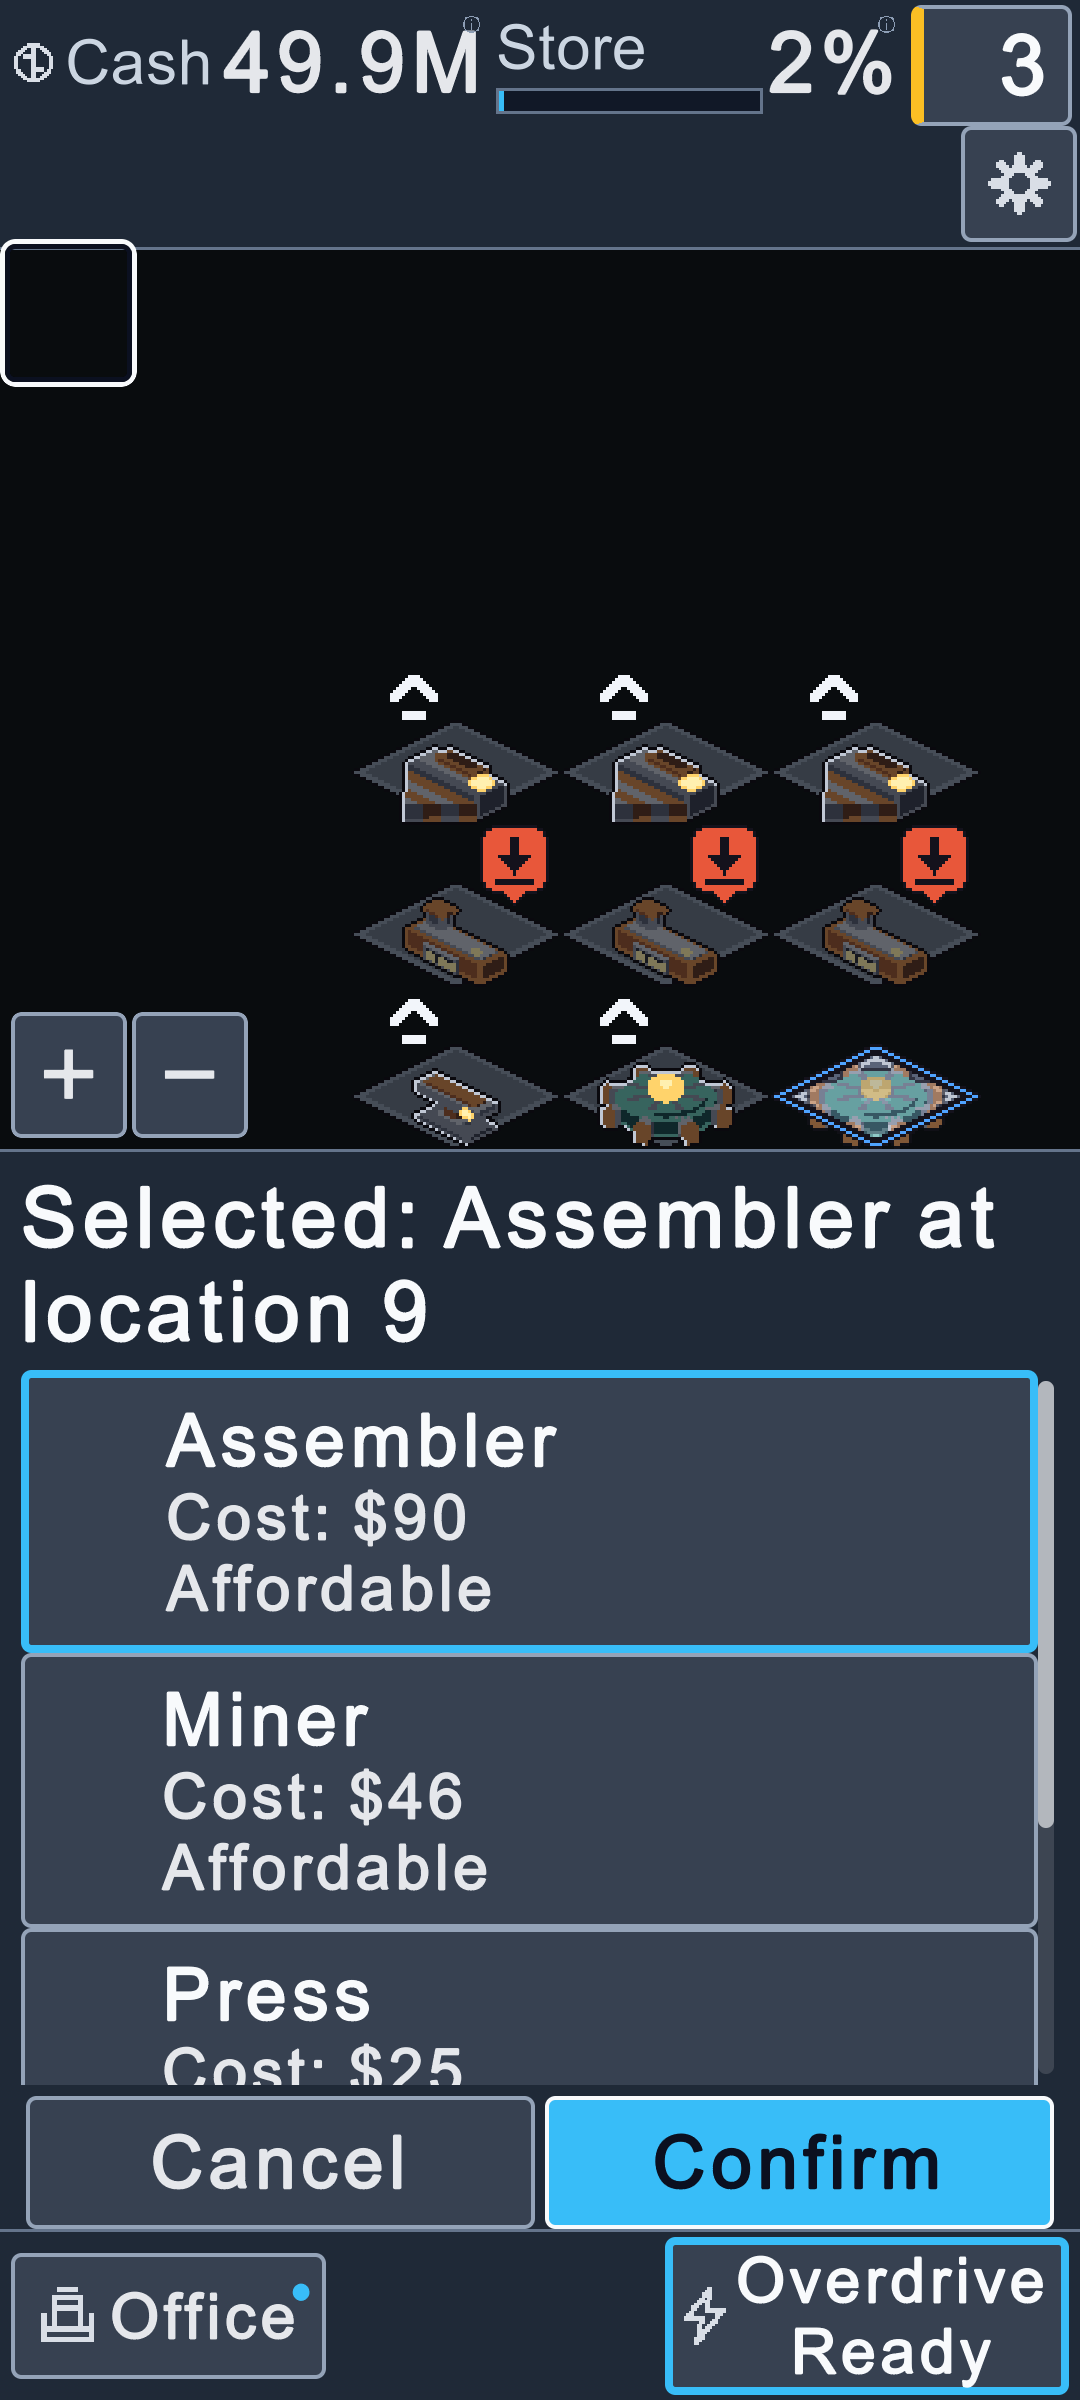 Cash 49.9M Store 2% 3
Selected: Assembler at
location 9
Assembler
Cost: $90
Affordable
Miner
Cost: $46
Affordable
Press
Cost: $25
Cancel Confirm
Office
Overdrive
Ready